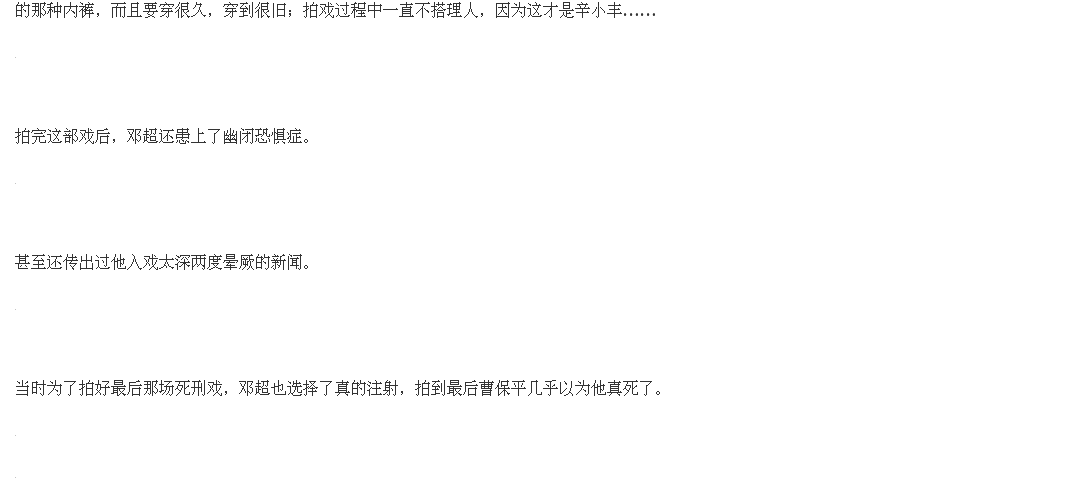 的那种内裤，而且要穿很久，穿到很旧；拍戏过程中一直不搭理人，因为这才是辛小丰……
拍完这部戏后，邓超还患上了幽闭恐惧症。
甚至还传出过他入戏太深两度晕厥的新闻。
当时为了拍好最后那场死刑戏，邓超也选择了真的注射，拍到最后曹保平几乎以为他真死了。